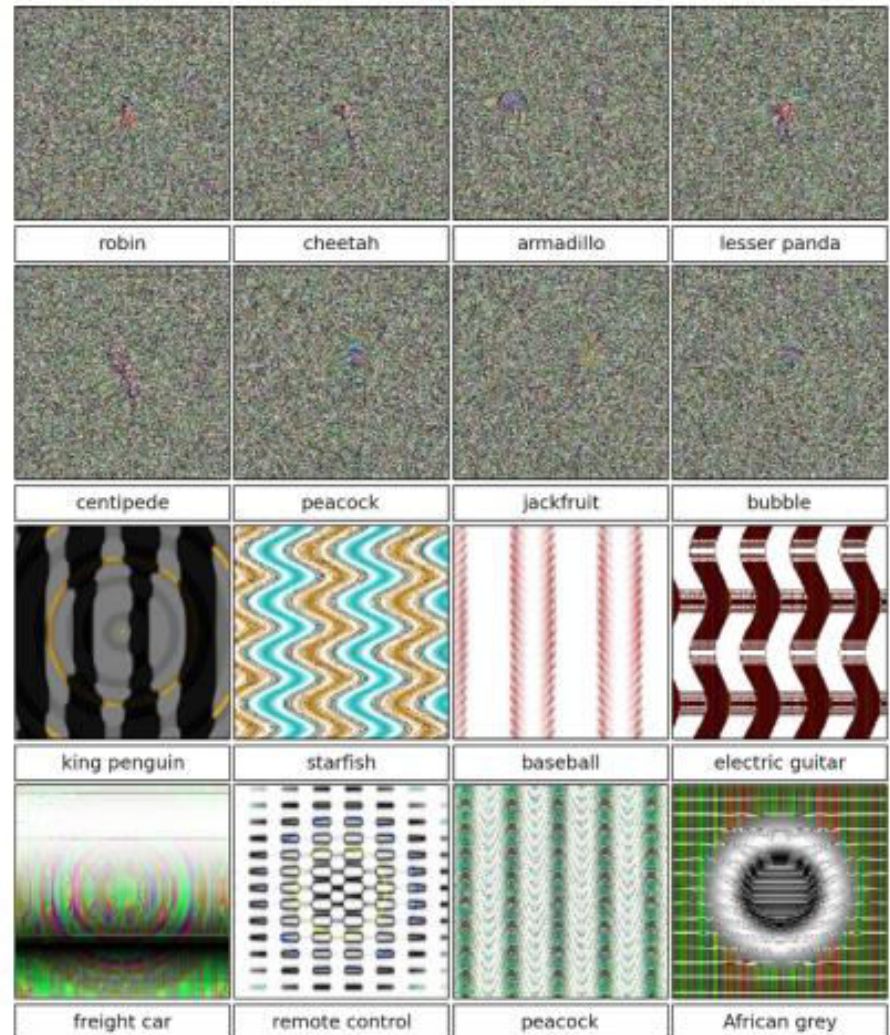 robin cheetah armadillo lesser panda
centipede peacock jackfruit bubble
king penguin starfish baseball electric guitar
freight car remote control peacock African grey